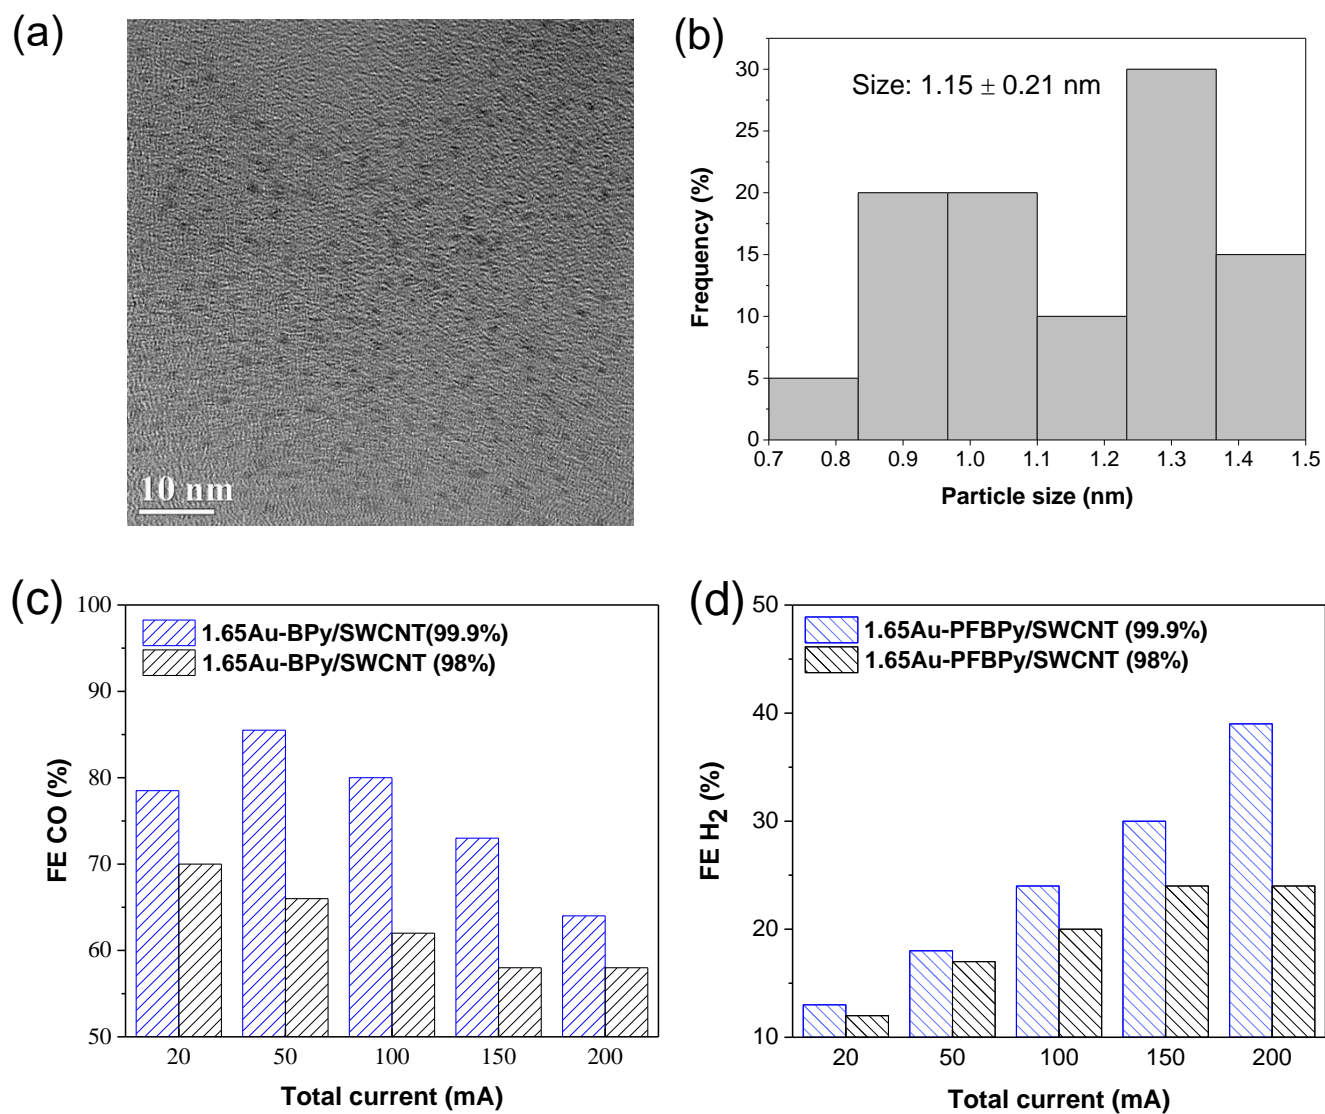 (a)
10 nm
(b)
Size: 1.15 ± 0.21 nm
Frequency (%)
30
25
20
15
10
5
0
0.7 0.8 0.9 1.0 1.1 1.2 1.3 1.4 1.5
Particle size (nm)
(c)
1.65Au-BPy/SWCNT(99.9%)
1.65Au-BPy/SWCNT (98%)
FE CO (%)
100
90
80
70
60
50
20 50 100 150 200
Total current (mA)
(d)
1.65Au-PFBPy/SWCNT (99.9%)
1.65Au-PFBPy/SWCNT (98%)
FE H2 (%)
50
40
30
20
10
20 50 100 150 200
Total current (mA)